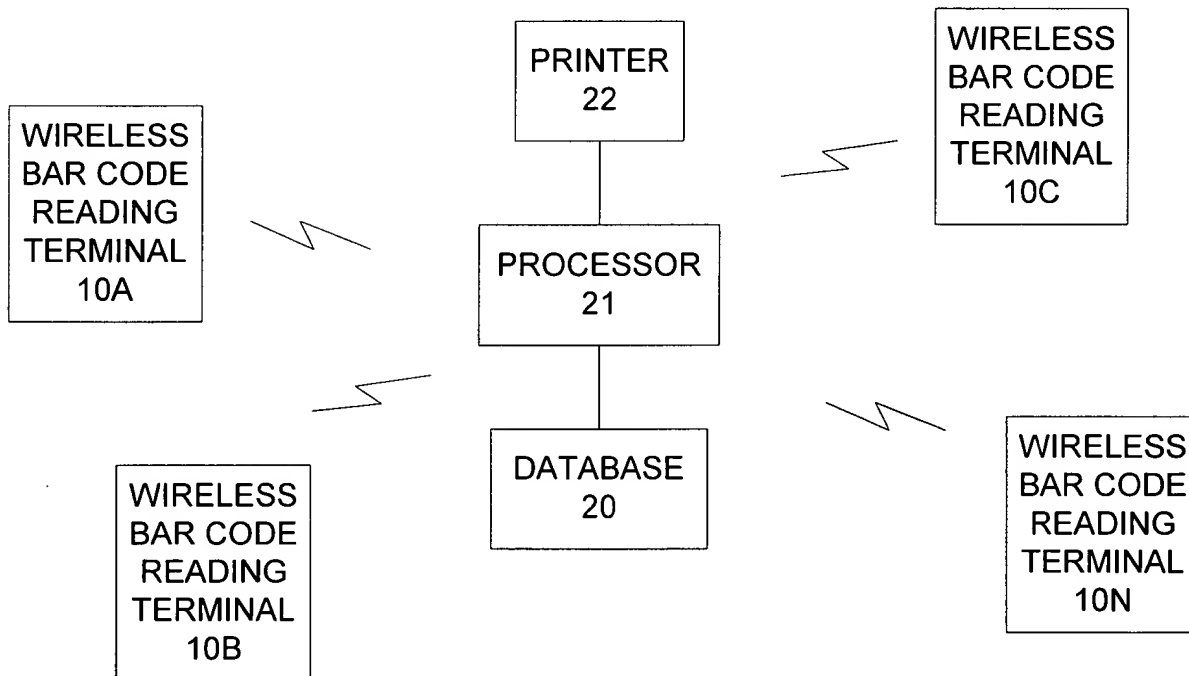 PRINTER
22
WIRELESS
BAR CODE
READING
TERMINAL
10C
WIRELESS
BAR CODE
READING
TERMINAL
10A
PROCESSOR
21
DATABASE
20
WIRELESS
BAR CODE
READING
TERMINAL
10B
WIRELESS
BAR CODE
READING
TERMINAL
10N